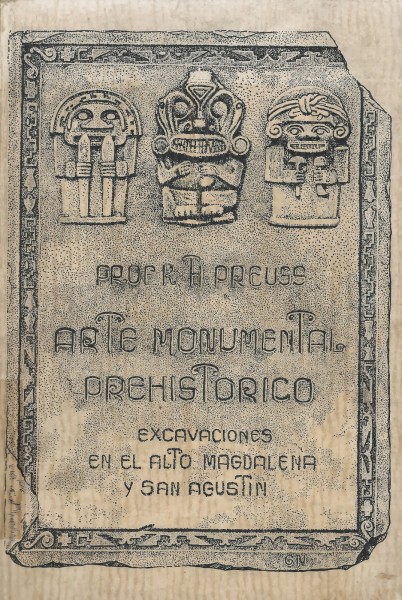 PROF K. TH PREUSS
ARTE MONUMENTAL
PREHISTORICO
EXCAVACIONES
EN EL ALTO MAGDALENA
Y SAN AGUSTIN